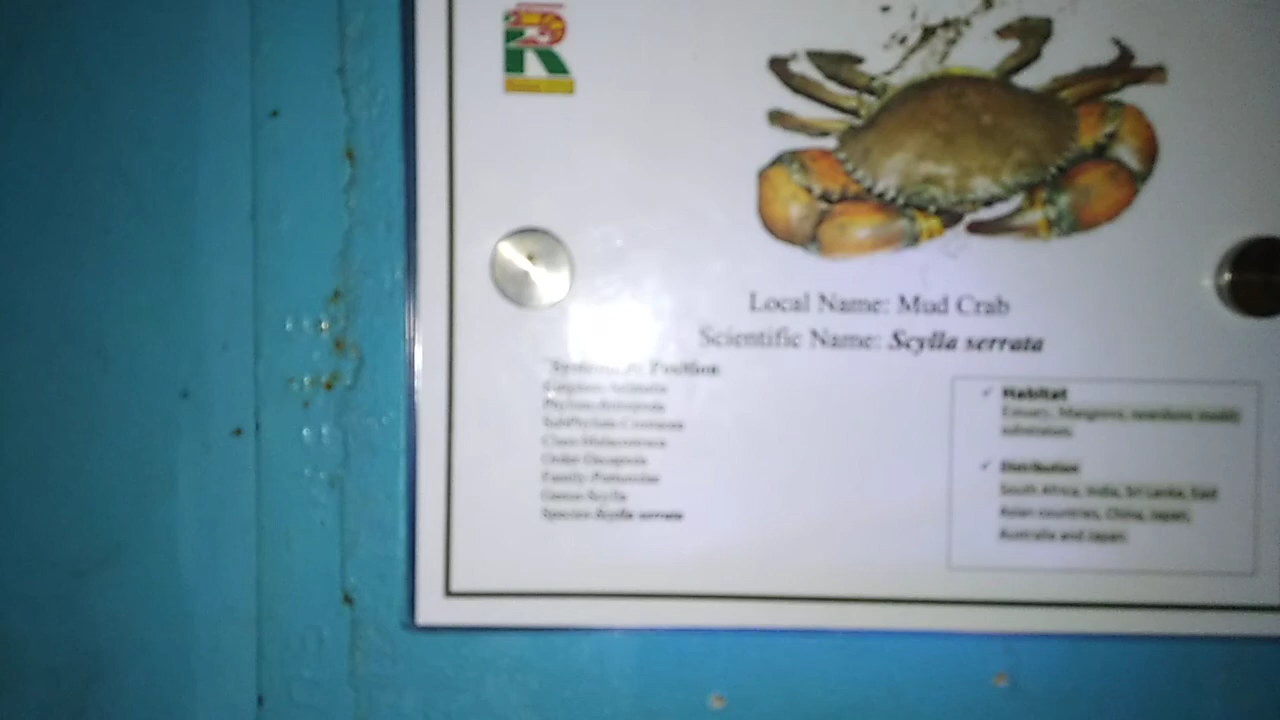 Local Name: Mud Crab
Scientific Name: Scylla serrata
Position
Kingdom-Animalia
Phylum-Arthropoda
SubPhylum-Crustacea
Class-Malacostraca
Order-Decapoda
Family-Portunidae
Genus-Scylla
Species-Scylla serrata
✓ Habitat
Estuary, Mangrove, nearshore muddy
substratum
✓ Distribution
South Africa, India, Sri Lanka, East
Asian countries, China, Japan,
Australia and Japan